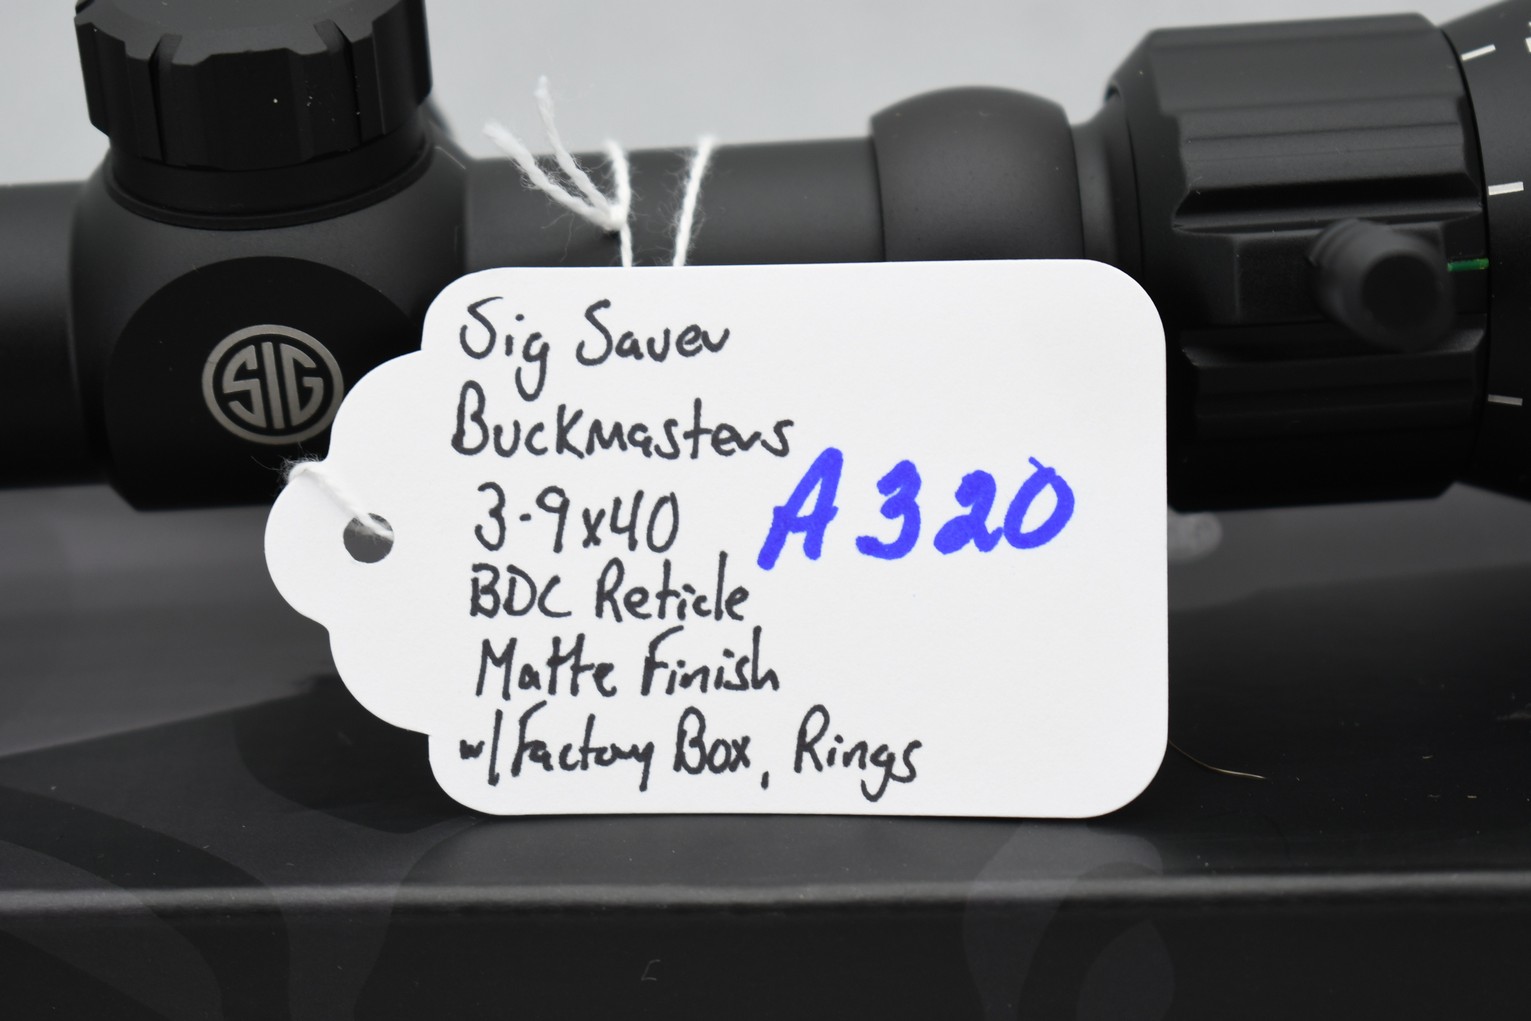 SIG
Sig Sauer
Buckmasters
3-9x40
A320
BDC Reticle
Matte Finish
w/ Factory Box, Rings